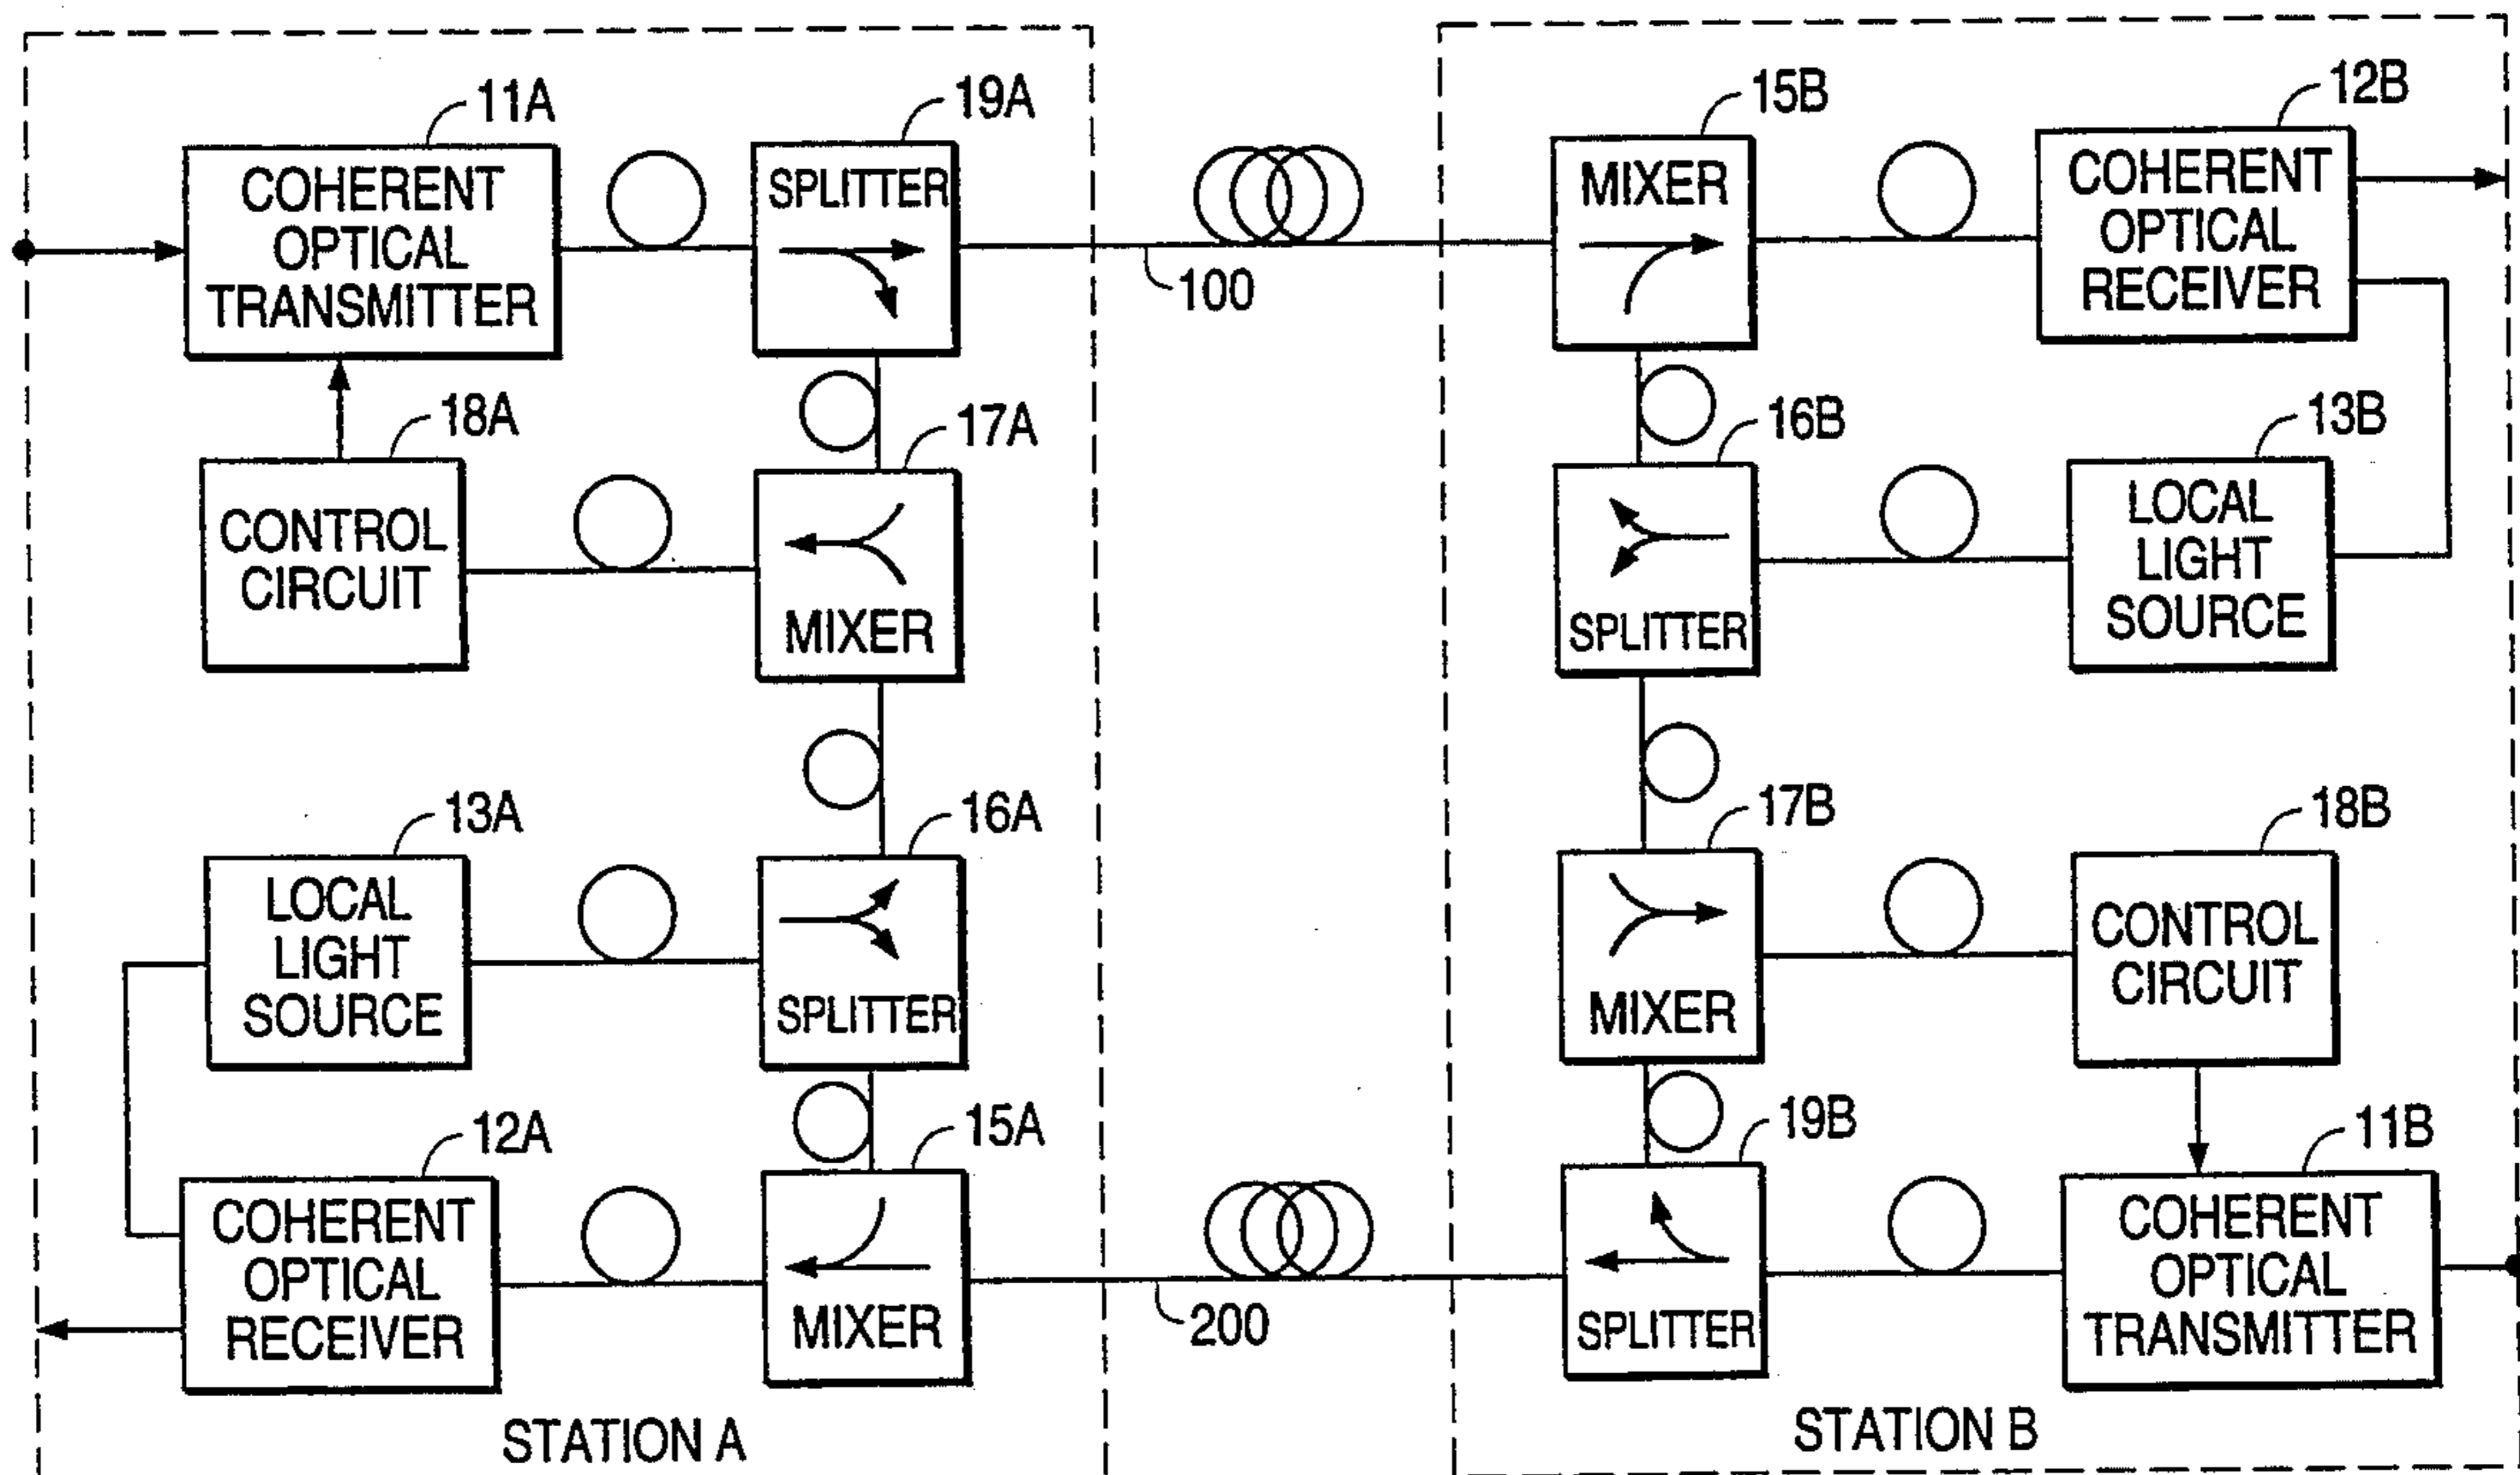 11A
COHERENT
OPTICAL
TRANSMITTER
19A
SPLITTER
100
15B
MIXER
12B
COHERENT
OPTICAL
RECEIVER
18A
CONTROL
CIRCUIT
17A
MIXER
16B
SPLITTER
13B
LOCAL
LIGHT
SOURCE
13A
LOCAL
LIGHT
SOURCE
16A
SPLITTER
17B
MIXER
18B
CONTROL
CIRCUIT
12A
COHERENT
OPTICAL
RECEIVER
15A
MIXER
200
19B
SPLITTER
11B
COHERENT
OPTICAL
TRANSMITTER
STATION A
STATION B